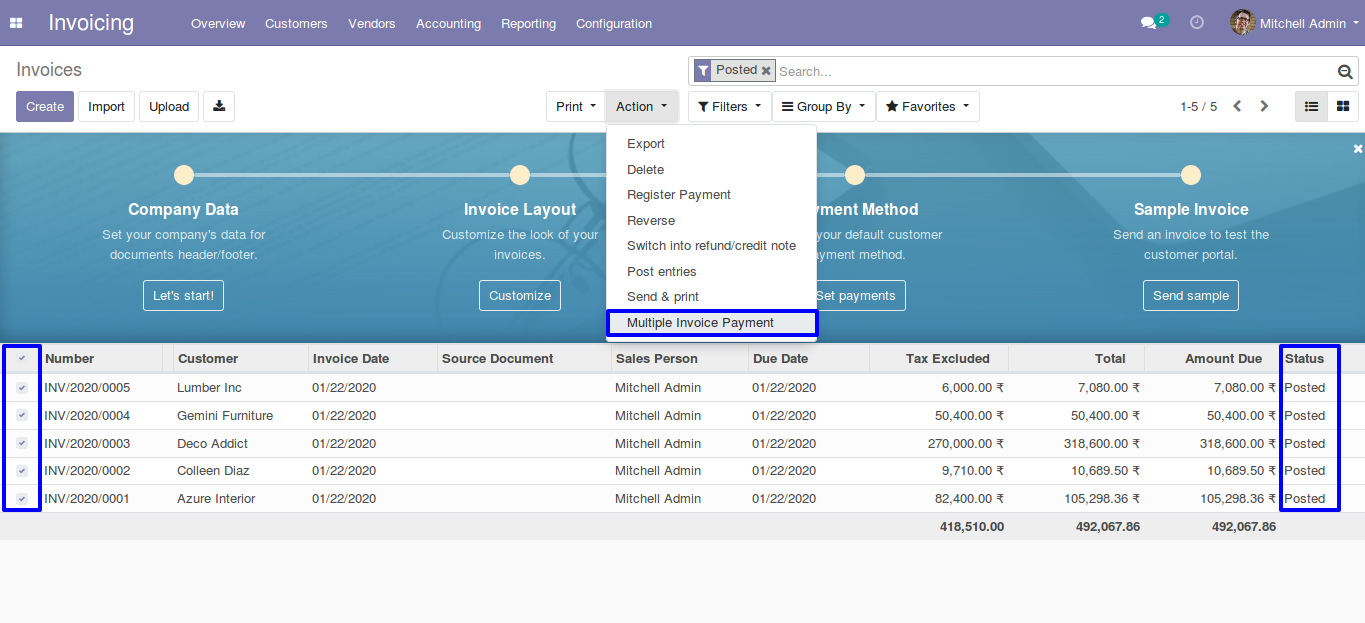 Invoicing Overview Customers Vendors Accounting Reporting Configuration 2 Mitchell Admin
Invoices Posted Search...
Create Import Upload Print Action Filters Group By Favorites 1-5 / 5
Export
Delete
Register Payment
Reverse
Switch into refund/credit note
Post entries
Send & print
Multiple Invoice Payment
Company Data
Set your company's data for
documents header/footer.
Let's start!
Invoice Layout
Customize the look of your
invoices.
Customize
yment Method
your default customer
ayment method.
Set payments
Sample Invoice
Send an invoice to test the
customer portal.
Send sample
Number Customer Invoice Date Source Document Sales Person Due Date Tax Excluded Total Amount Due Status
INV/2020/0005 Lumber Inc 01/22/2020 Mitchell Admin 01/22/2020 6,000.00 ₹ 7,080.00 ₹ 7,080.00 ₹ Posted
INV/2020/0004 Gemini Furniture 01/22/2020 Mitchell Admin 01/22/2020 50,400.00 ₹ 50,400.00 ₹ 50,400.00 ₹ Posted
INV/2020/0003 Deco Addict 01/22/2020 Mitchell Admin 01/22/2020 270,000.00 ₹ 318,600.00 ₹ 318,600.00 ₹ Posted
INV/2020/0002 Colleen Diaz 01/22/2020 Mitchell Admin 01/22/2020 9,710.00 ₹ 10,689.50 ₹ 10,689.50 ₹ Posted
INV/2020/0001 Azure Interior 01/22/2020 Mitchell Admin 01/22/2020 82,400.00 ₹ 105,298.36 ₹ 105,298.36 ₹ Posted
418,510.00 492,067.86 492,067.86